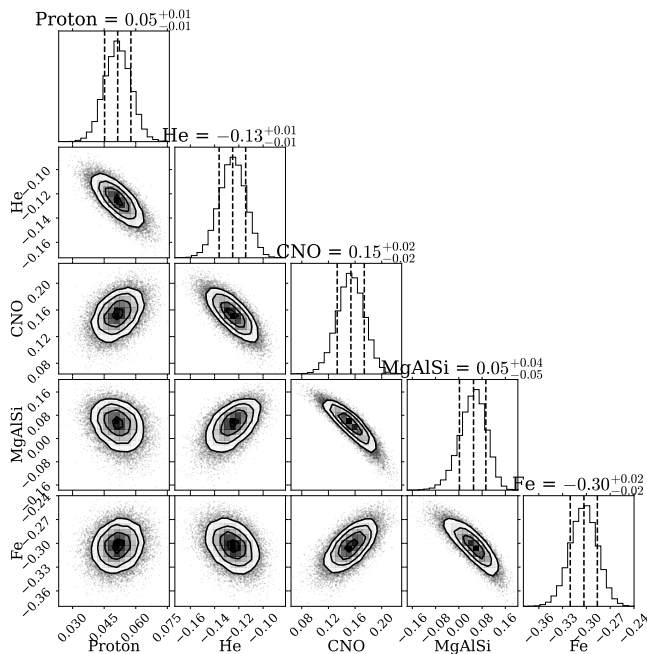 Proton = 0.05 +0.01 −0.01
He = −0.13 +0.01 −0.01
He
−0.10
−0.12
−0.14
−0.16
CNO = 0.15 +0.02 −0.02
CNO
0.20
0.16
0.12
0.08
MgAlSi = 0.05 +0.04 −0.05
MgAlSi
0.16
0.08
0.00
−0.08
−0.16
Fe = −0.30 +0.02 −0.02
Fe
−0.24
−0.27
−0.30
−0.33
−0.36
0.030 0.045 0.060 0.075
−0.16 −0.14 −0.12 −0.10
0.08 0.12 0.16 0.20
−0.16 −0.08 0.00 0.08 0.16
−0.36 −0.33 −0.30 −0.27 −0.24
Proton He CNO MgAlSi Fe